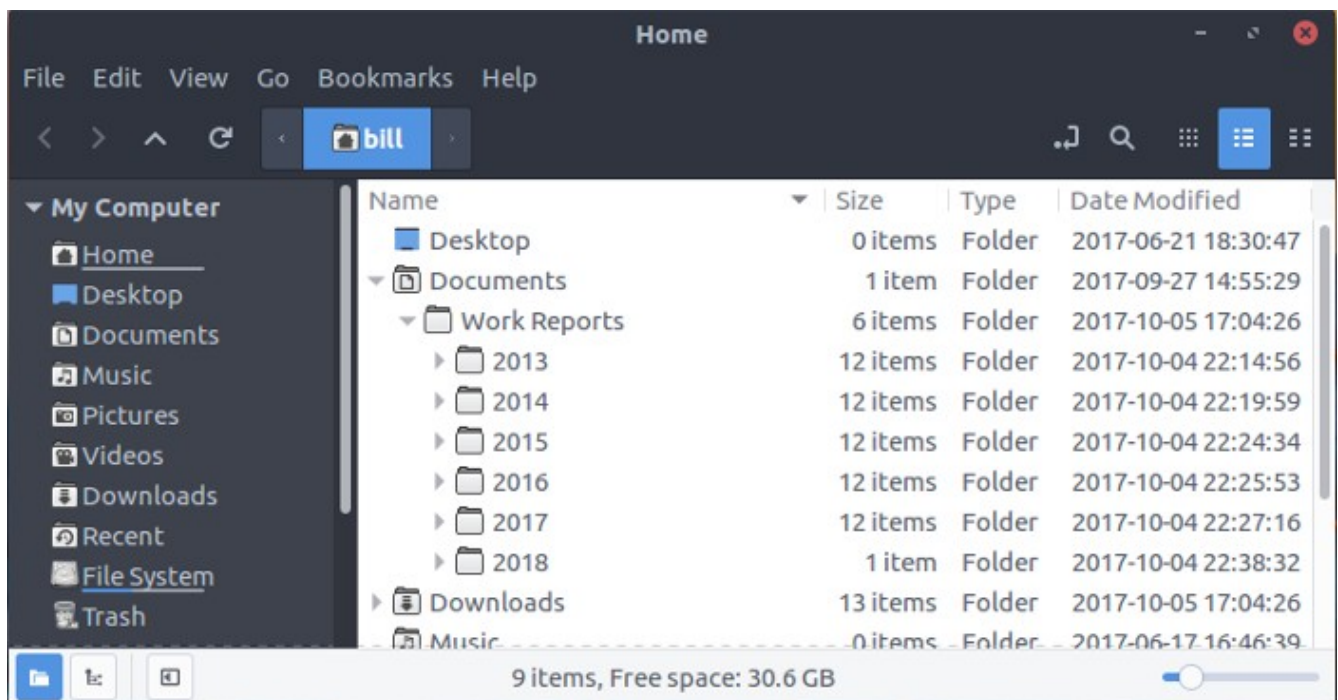 Home
File Edit View Go Bookmarks Help
bill
My Computer
Home
Desktop
Documents
Music
Pictures
Videos
Downloads
Recent
File System
Trash
Name Size Type Date Modified
Desktop 0 items Folder 2017-06-21 18:30:47
Documents 1 item Folder 2017-09-27 14:55:29
Work Reports 6 items Folder 2017-10-05 17:04:26
2013 12 items Folder 2017-10-04 22:14:56
2014 12 items Folder 2017-10-04 22:19:59
2015 12 items Folder 2017-10-04 22:24:34
2016 12 items Folder 2017-10-04 22:25:53
2017 12 items Folder 2017-10-04 22:27:16
2018 1 item Folder 2017-10-04 22:38:32
Downloads 13 items Folder 2017-10-05 17:04:26
Music 0 items Folder 2017-06-17 16:46:39
9 items, Free space: 30.6 GB